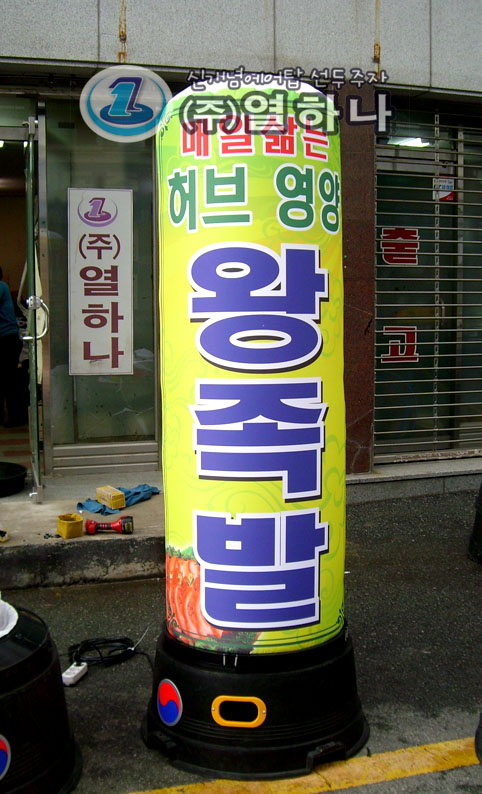 신개념에어탑 선두주자
(주)열하나
매일삶는
허브 영양
왕족발
(주)열하나
출고